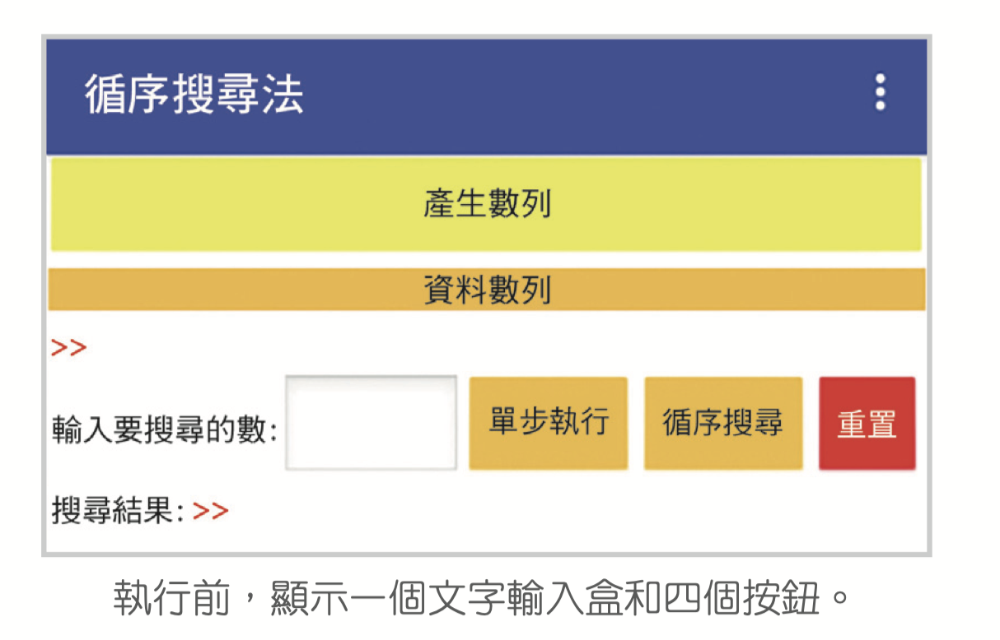 循序搜尋法
產生數列
資料數列
>>
輸入要搜尋的數: 單步執行 循序搜尋 重置
搜尋結果: >>
執行前，顯示一個文字輸入盒和四個按鈕。